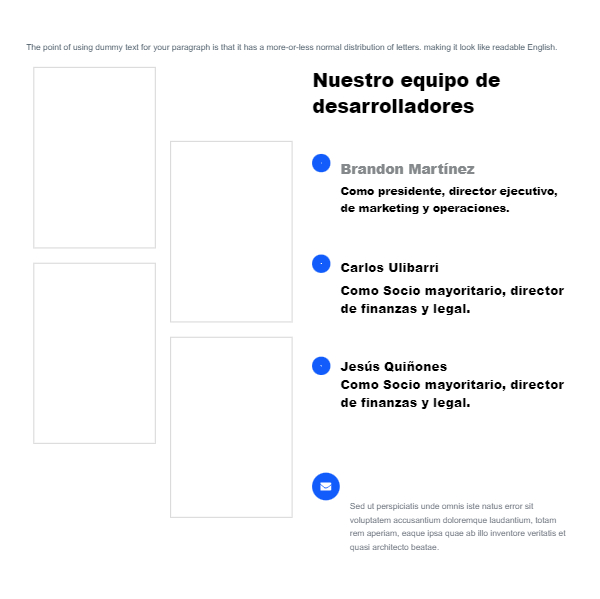 The point of using dummy text for your paragraph is that it has a more-or-less normal distribution of letters. making it look like readable English.
Nuestro equipo de
desarrolladores
Brandon Martínez
Como presidente, director ejecutivo,
de marketing y operaciones.
Carlos Ulibarri
Como Socio mayoritario, director
de finanzas y legal.
Jesús Quiñones
Como Socio mayoritario, director
de finanzas y legal.
Sed ut perspiciatis unde omnis iste natus error sit
voluptatem accusantium doloremque laudantium, totam
rem aperiam, eaque ipsa quae ab illo inventore veritatis et
quasi architecto beatae.